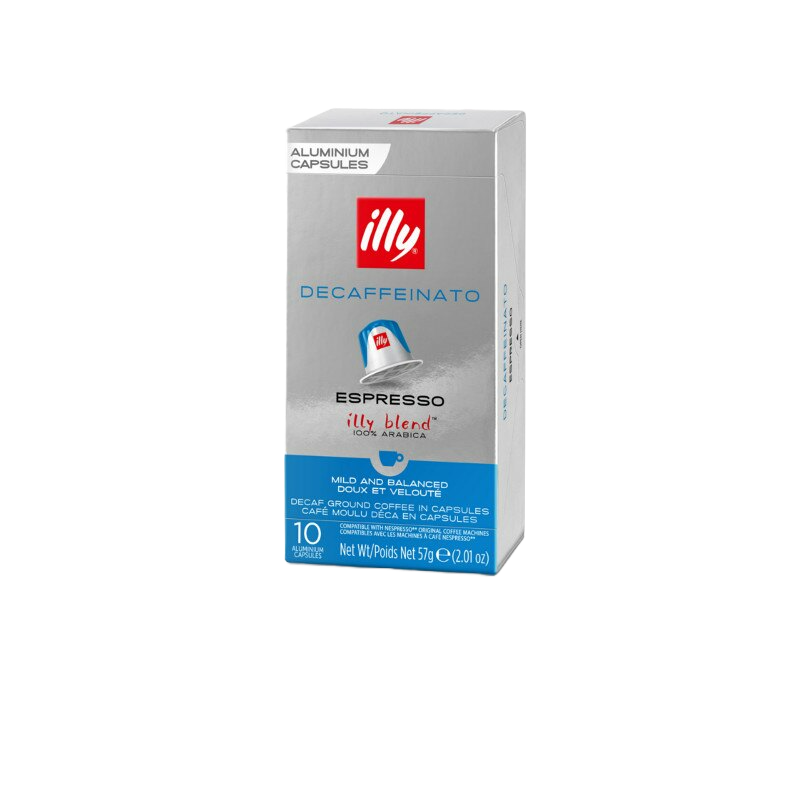 illy
ALUMINIUM
CAPSULES
illy
DECAFFEINATO
illy
ESPRESSO
illy blend™
100% ARABICA
MILD AND BALANCED
DOUX ET VELOUTÉ
DECAF GROUND COFFEE IN CAPSULES
CAFÉ MOULU DÉCA EN CAPSULES
10
ALUMINIUM
CAPSULES
COMPATIBLE WITH NESPRESSO** ORIGINAL COFFEE MACHINES
COMPATIBLES AVEC LES MACHINES À CAFÉ NESPRESSO**
Net Wt/Poids Net 57g ℮ (2.01 oz)
DECAFFEINATO
ESPRESSO